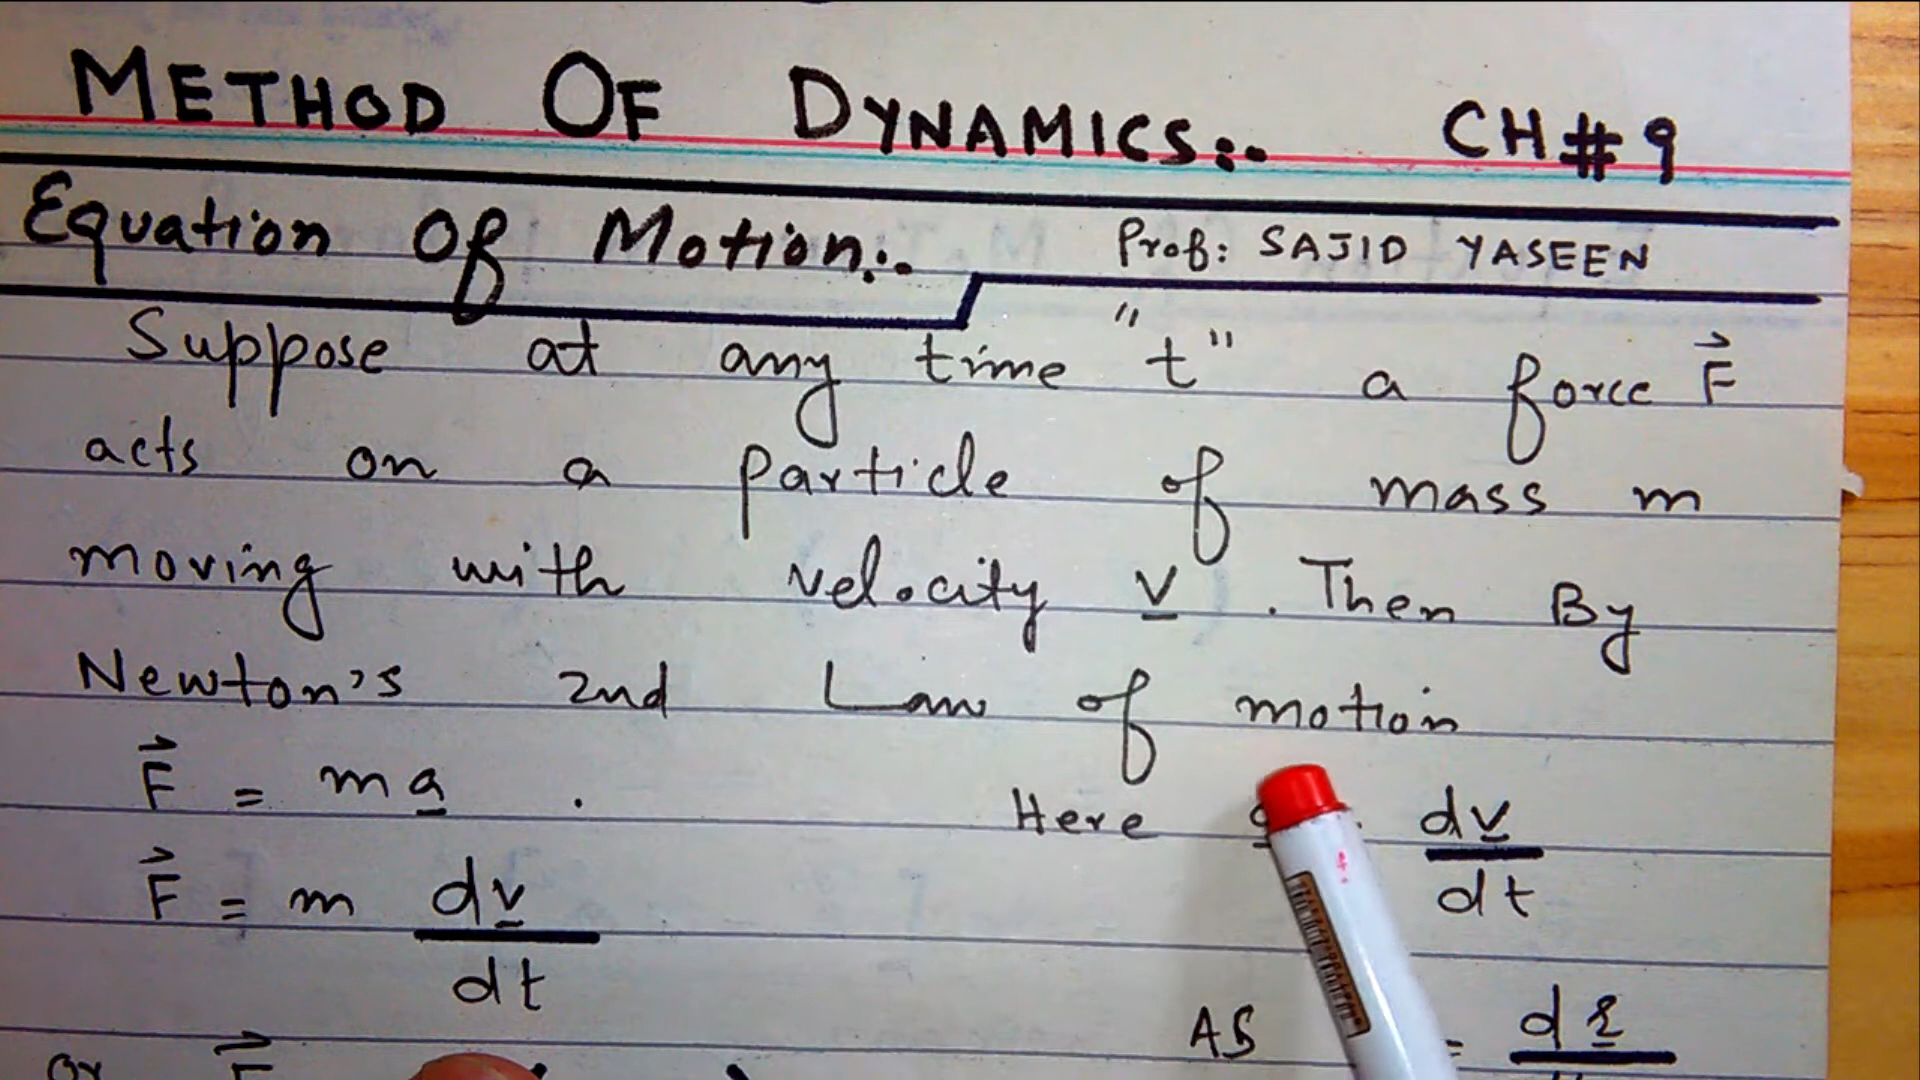 METHOD OF DYNAMICS:. CH#9
Equation Of Motion:.
Prof: SAJID YASEEN
Suppose at any time "t" a force F⃗
acts on a particle of mass m
moving with velocity v̲. Then By
Newton's 2nd Law of motion
F⃗ = ma̲. Here dv̲/dt
F⃗ = m dv̲/dt
AS = dr̲
or F⃗